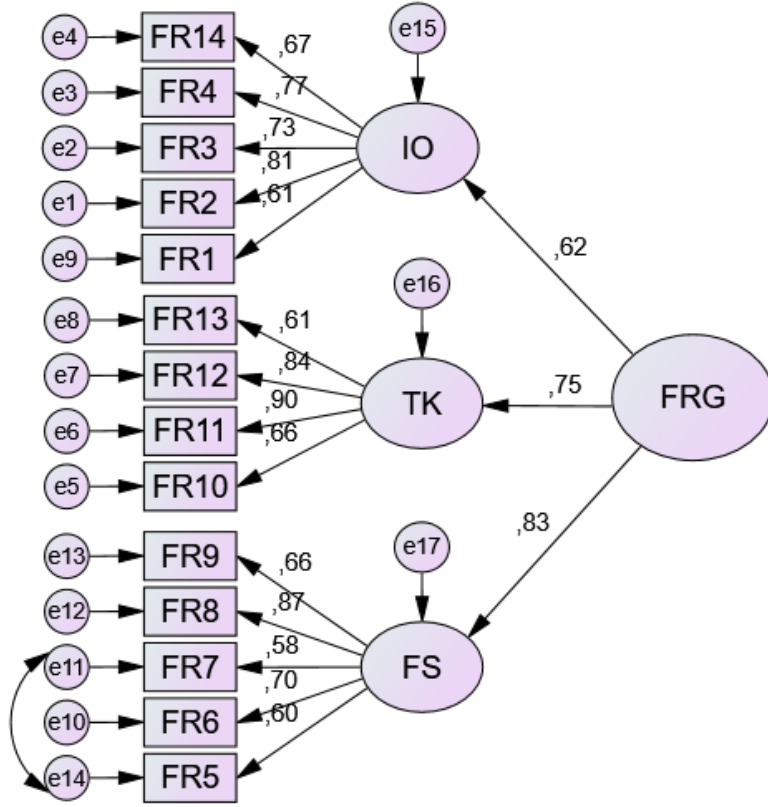 e15
e4 FR14 ,67
e3 FR4 ,77
e2 FR3 ,73 IO
e1 FR2 ,81
e9 FR1 ,61
,62
e16
e8 FR13 ,61
e7 FR12 ,84
e6 FR11 ,90 TK ,75 FRG
e5 FR10 ,66
,83
e17
e13 FR9 ,66
e12 FR8 ,87
e11 FR7 ,58 FS
e10 FR6 ,70
e14 FR5 ,60